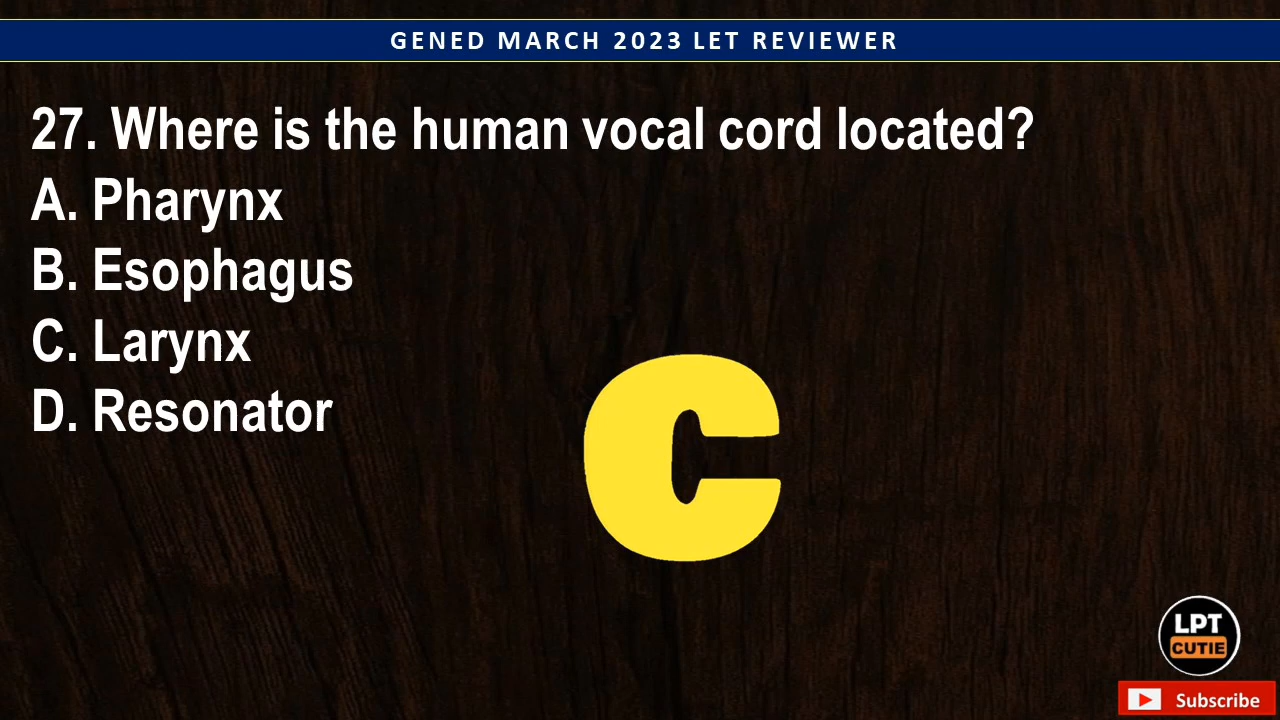 GENED MARCH 2023 LET REVIEWER
27. Where is the human vocal cord located?
A. Pharynx
B. Esophagus
C. Larynx
D. Resonator
C
LPT
CUTIE
Subscribe